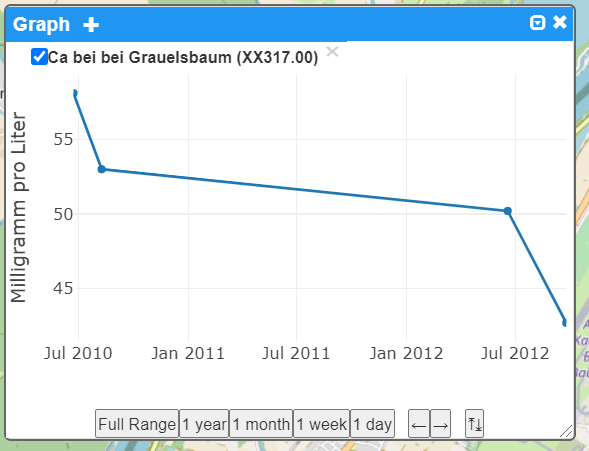 Graph
Ca bei bei Grauelsbaum (XX317.00)
Milligramm pro Liter
55
50
45
Jul 2010 Jan 2011 Jul 2011 Jan 2012 Jul 2012
Full Range 1 year 1 month 1 week 1 day ← →